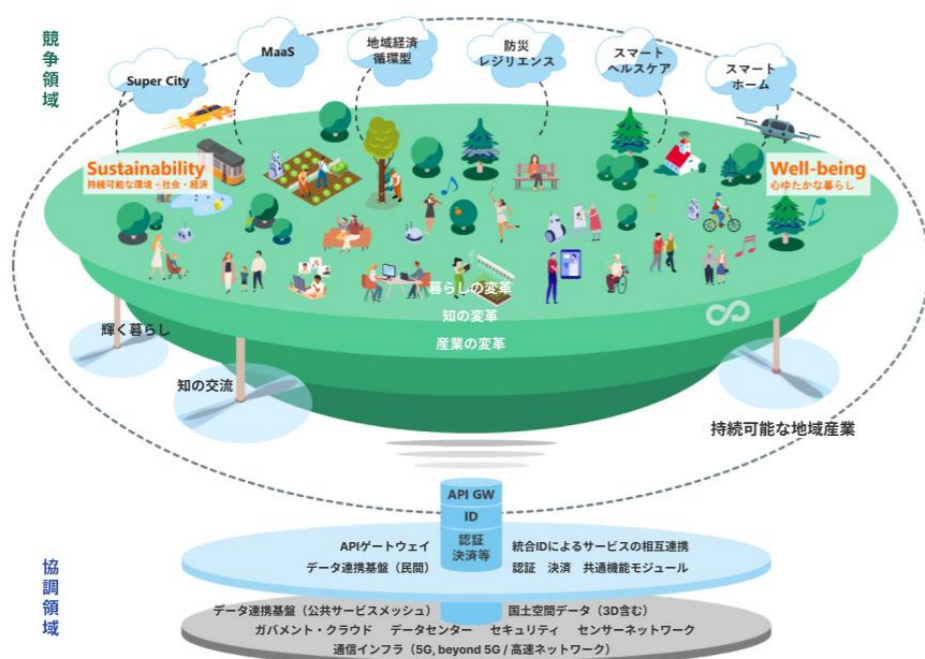 競争領域
Super City
MaaS
地域経済
循環型
防災
レジリエンス
スマート
ヘルスケア
スマート
ホーム
Sustainability
持続可能な環境・社会・経済
Well-being
心ゆたかな暮らし
暮らしの変革
知の変革
産業の変革
輝く暮らし
知の交流
持続可能な地域産業
API GW
ID
認証
決済等
協調領域
APIゲートウェイ
統合IDによるサービスの相互連携
データ連携基盤（民間）
認証 決済 共通機能モジュール
データ連携基盤（公共サービスメッシュ）
国土空間データ（3D含む）
ガバメント・クラウド データセンター セキュリティ センサーネットワーク
通信インフラ（5G, beyond 5G / 高速ネットワーク）